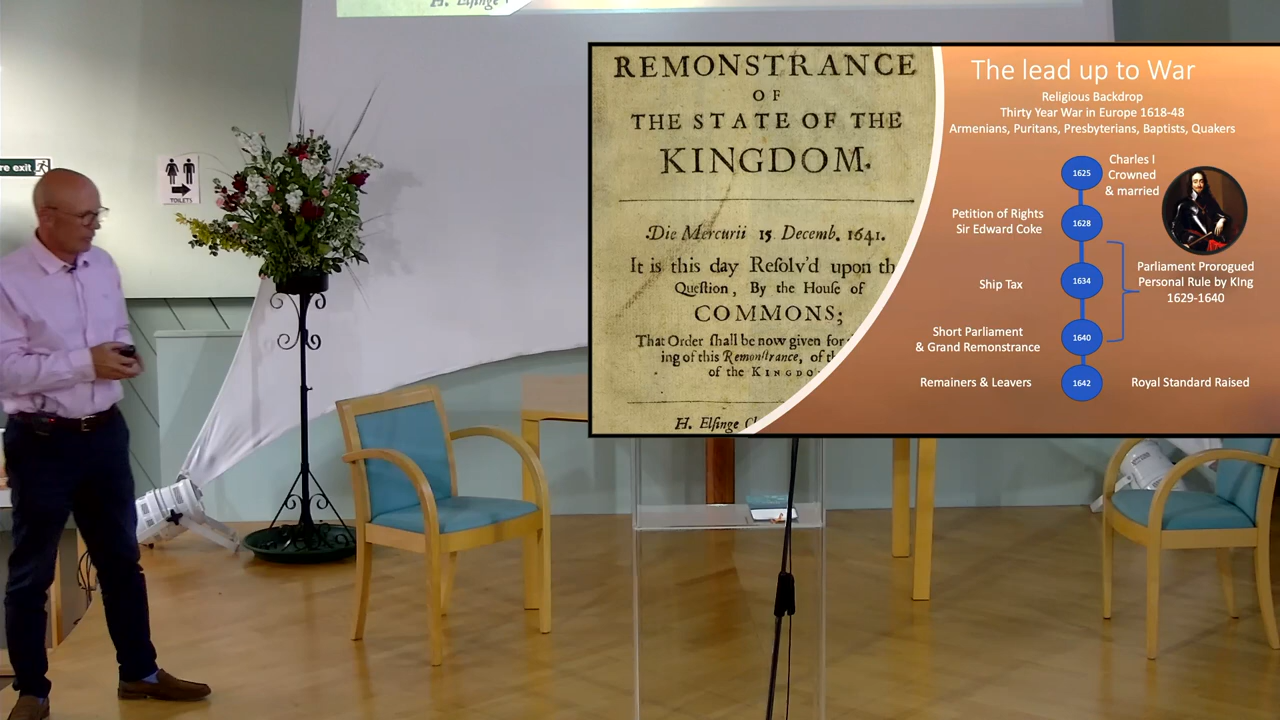 H. Elsinge
re exit
TOILETS
REMONSTRANCE
OF
THE STATE OF THE
KINGDOM.
Die Mercurii 15 Decemb. 1641.
It is this day Reſolv'd upon th
Queſtion, By the House of
COMMONS;
That Order ſhall be now given for
ing of this Remonſtrance, of th
of the KINGDO
H. Elſinge Cl
The lead up to War
Religious Backdrop
Thirty Year War in Europe 1618-48
Armenians, Puritans, Presbyterians, Baptists, Quakers
1625
Charles I
Crowned
& married
Petition of Rights
Sir Edward Coke
1628
Parliament Prorogued
Personal Rule by KIng
1629-1640
Ship Tax
1634
Short Parliament
& Grand Remonstrance
1640
Remainers & Leavers
1642
Royal Standard Raised